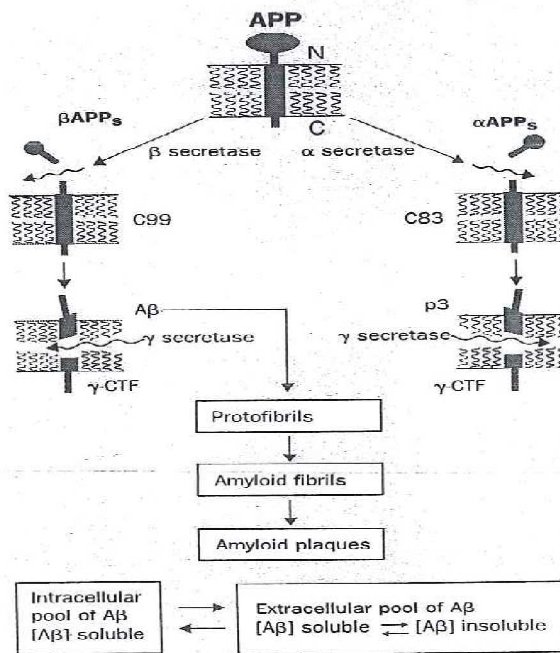 APP
N
βAPPs
C
αAPPs
β secretase
α secretase
C99
C83
Aβ
p3
γ secretase
γ secretase
γ-CTF
γ-CTF
Protofibrils
Amyloid fibrils
Amyloid plaques
Intracellular
pool of Aβ
[Aβ] soluble
Extracellular pool of Aβ
[Aβ] soluble ⇌ [Aβ] insoluble